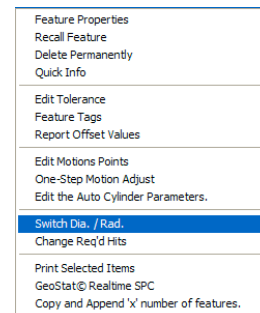 Feature Properties
Recall Feature
Delete Permanently
Quick Info
Edit Tolerance
Feature Tags
Report Offset Values
Edit Motions Points
One-Step Motion Adjust
Edit the Auto Cylinder Parameters.
Switch Dia. / Rad.
Change Req'd Hits
Print Selected Items
GeoStat© Realtime SPC
Copy and Append 'x' number of features.